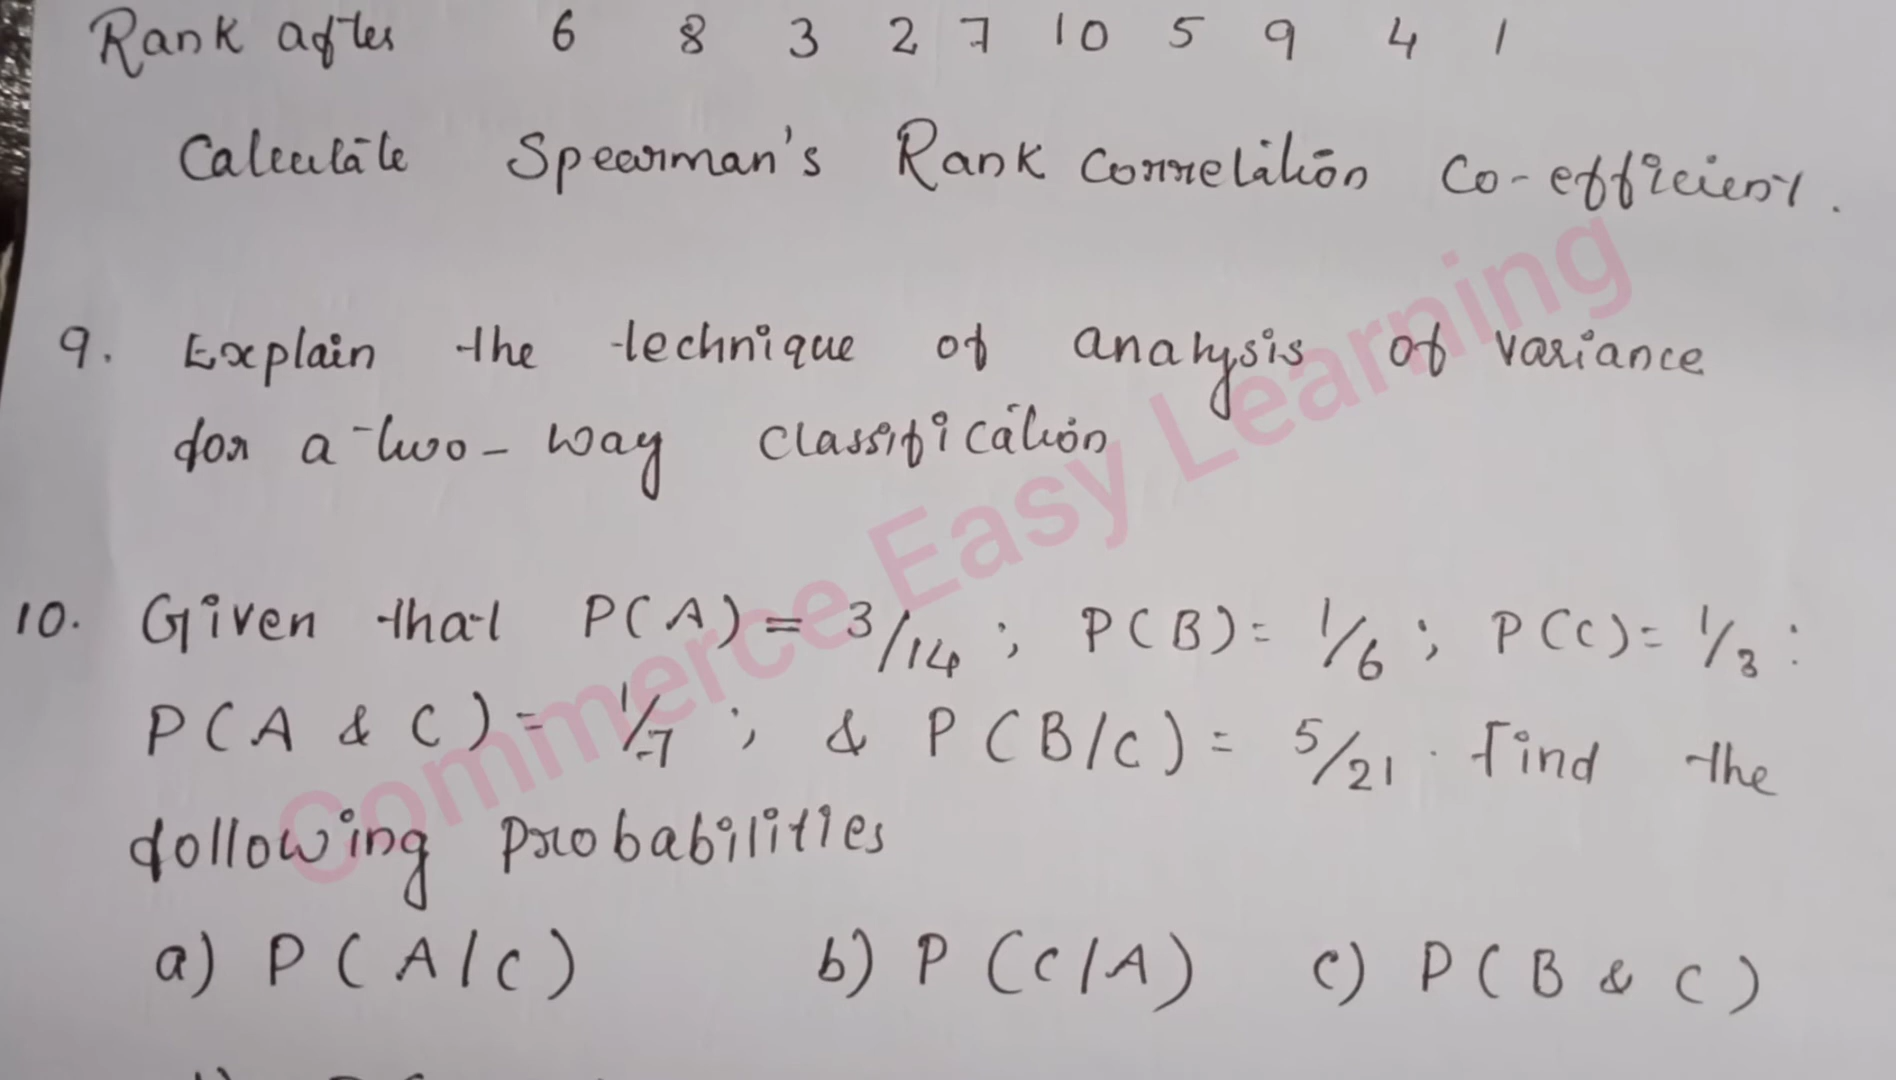 Rank after 6 8 3 2 7 10 5 9 4 1
Calculate Spearman's Rank Correlation Co-efficient.
9. Explain the technique of analysis of variance
for a two-way classification
10. Given that P(A) = 3/14 ; P(B) = 1/6 ; P(C) = 1/3 :
P(A & C) = 1/7 ; & P(B/C) = 5/21 . Find the
following probabilities
a) P(A/C) b) P(C/A) c) P(B & C)
Commerce Easy Learning